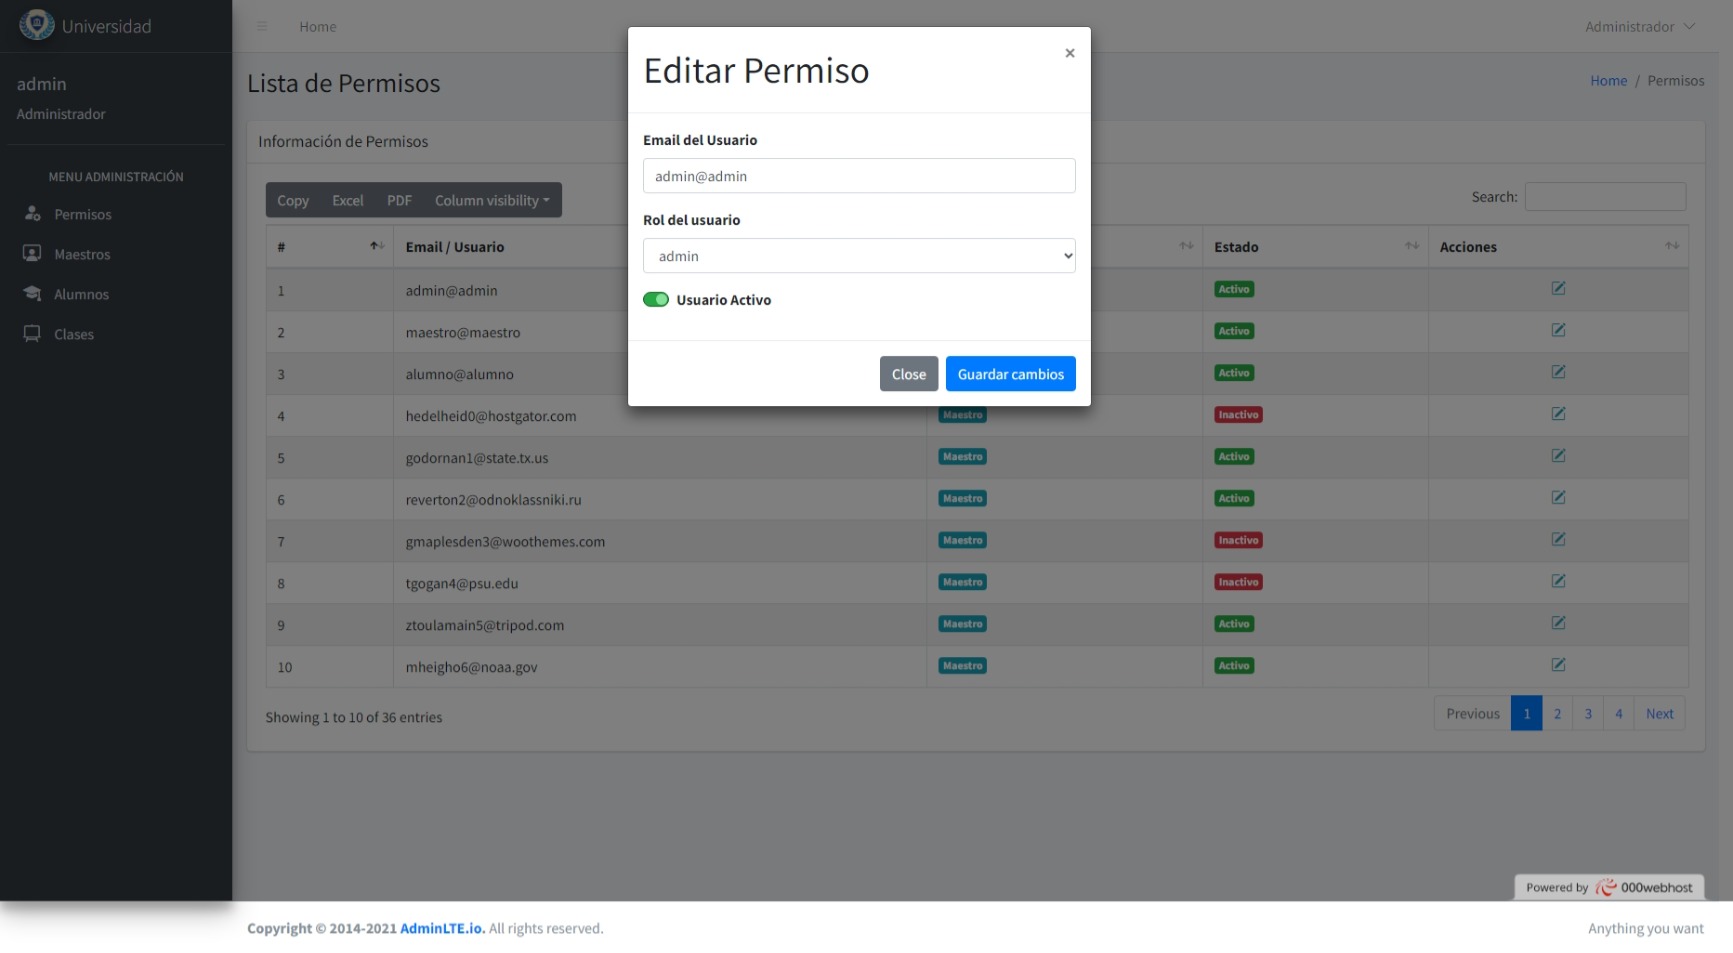 Universidad
Home
Administrador
admin
Administrador
MENU ADMINISTRACIÓN
Permisos
Maestros
Alumnos
Clases
Lista de Permisos
Home / Permisos
Información de Permisos
Copy Excel PDF Column visibility
Search:
# Email / Usuario Estado Acciones
1 admin@admin Activo
2 maestro@maestro Activo
3 alumno@alumno Activo
4 hedelheid0@hostgator.com Maestro Inactivo
5 godornan1@state.tx.us Maestro Activo
6 reverton2@odnoklassniki.ru Maestro Activo
7 gmaplesden3@woothemes.com Maestro Inactivo
8 tgogan4@psu.edu Maestro Inactivo
9 ztoulamain5@tripod.com Maestro Activo
10 mheigho6@noaa.gov Maestro Activo
Showing 1 to 10 of 36 entries
Previous 1 2 3 4 Next
Editar Permiso
×
Email del Usuario
admin@admin
Rol del usuario
admin
Usuario Activo
Close Guardar cambios
Powered by 000webhost
Copyright © 2014-2021 AdminLTE.io. All rights reserved.
Anything you want